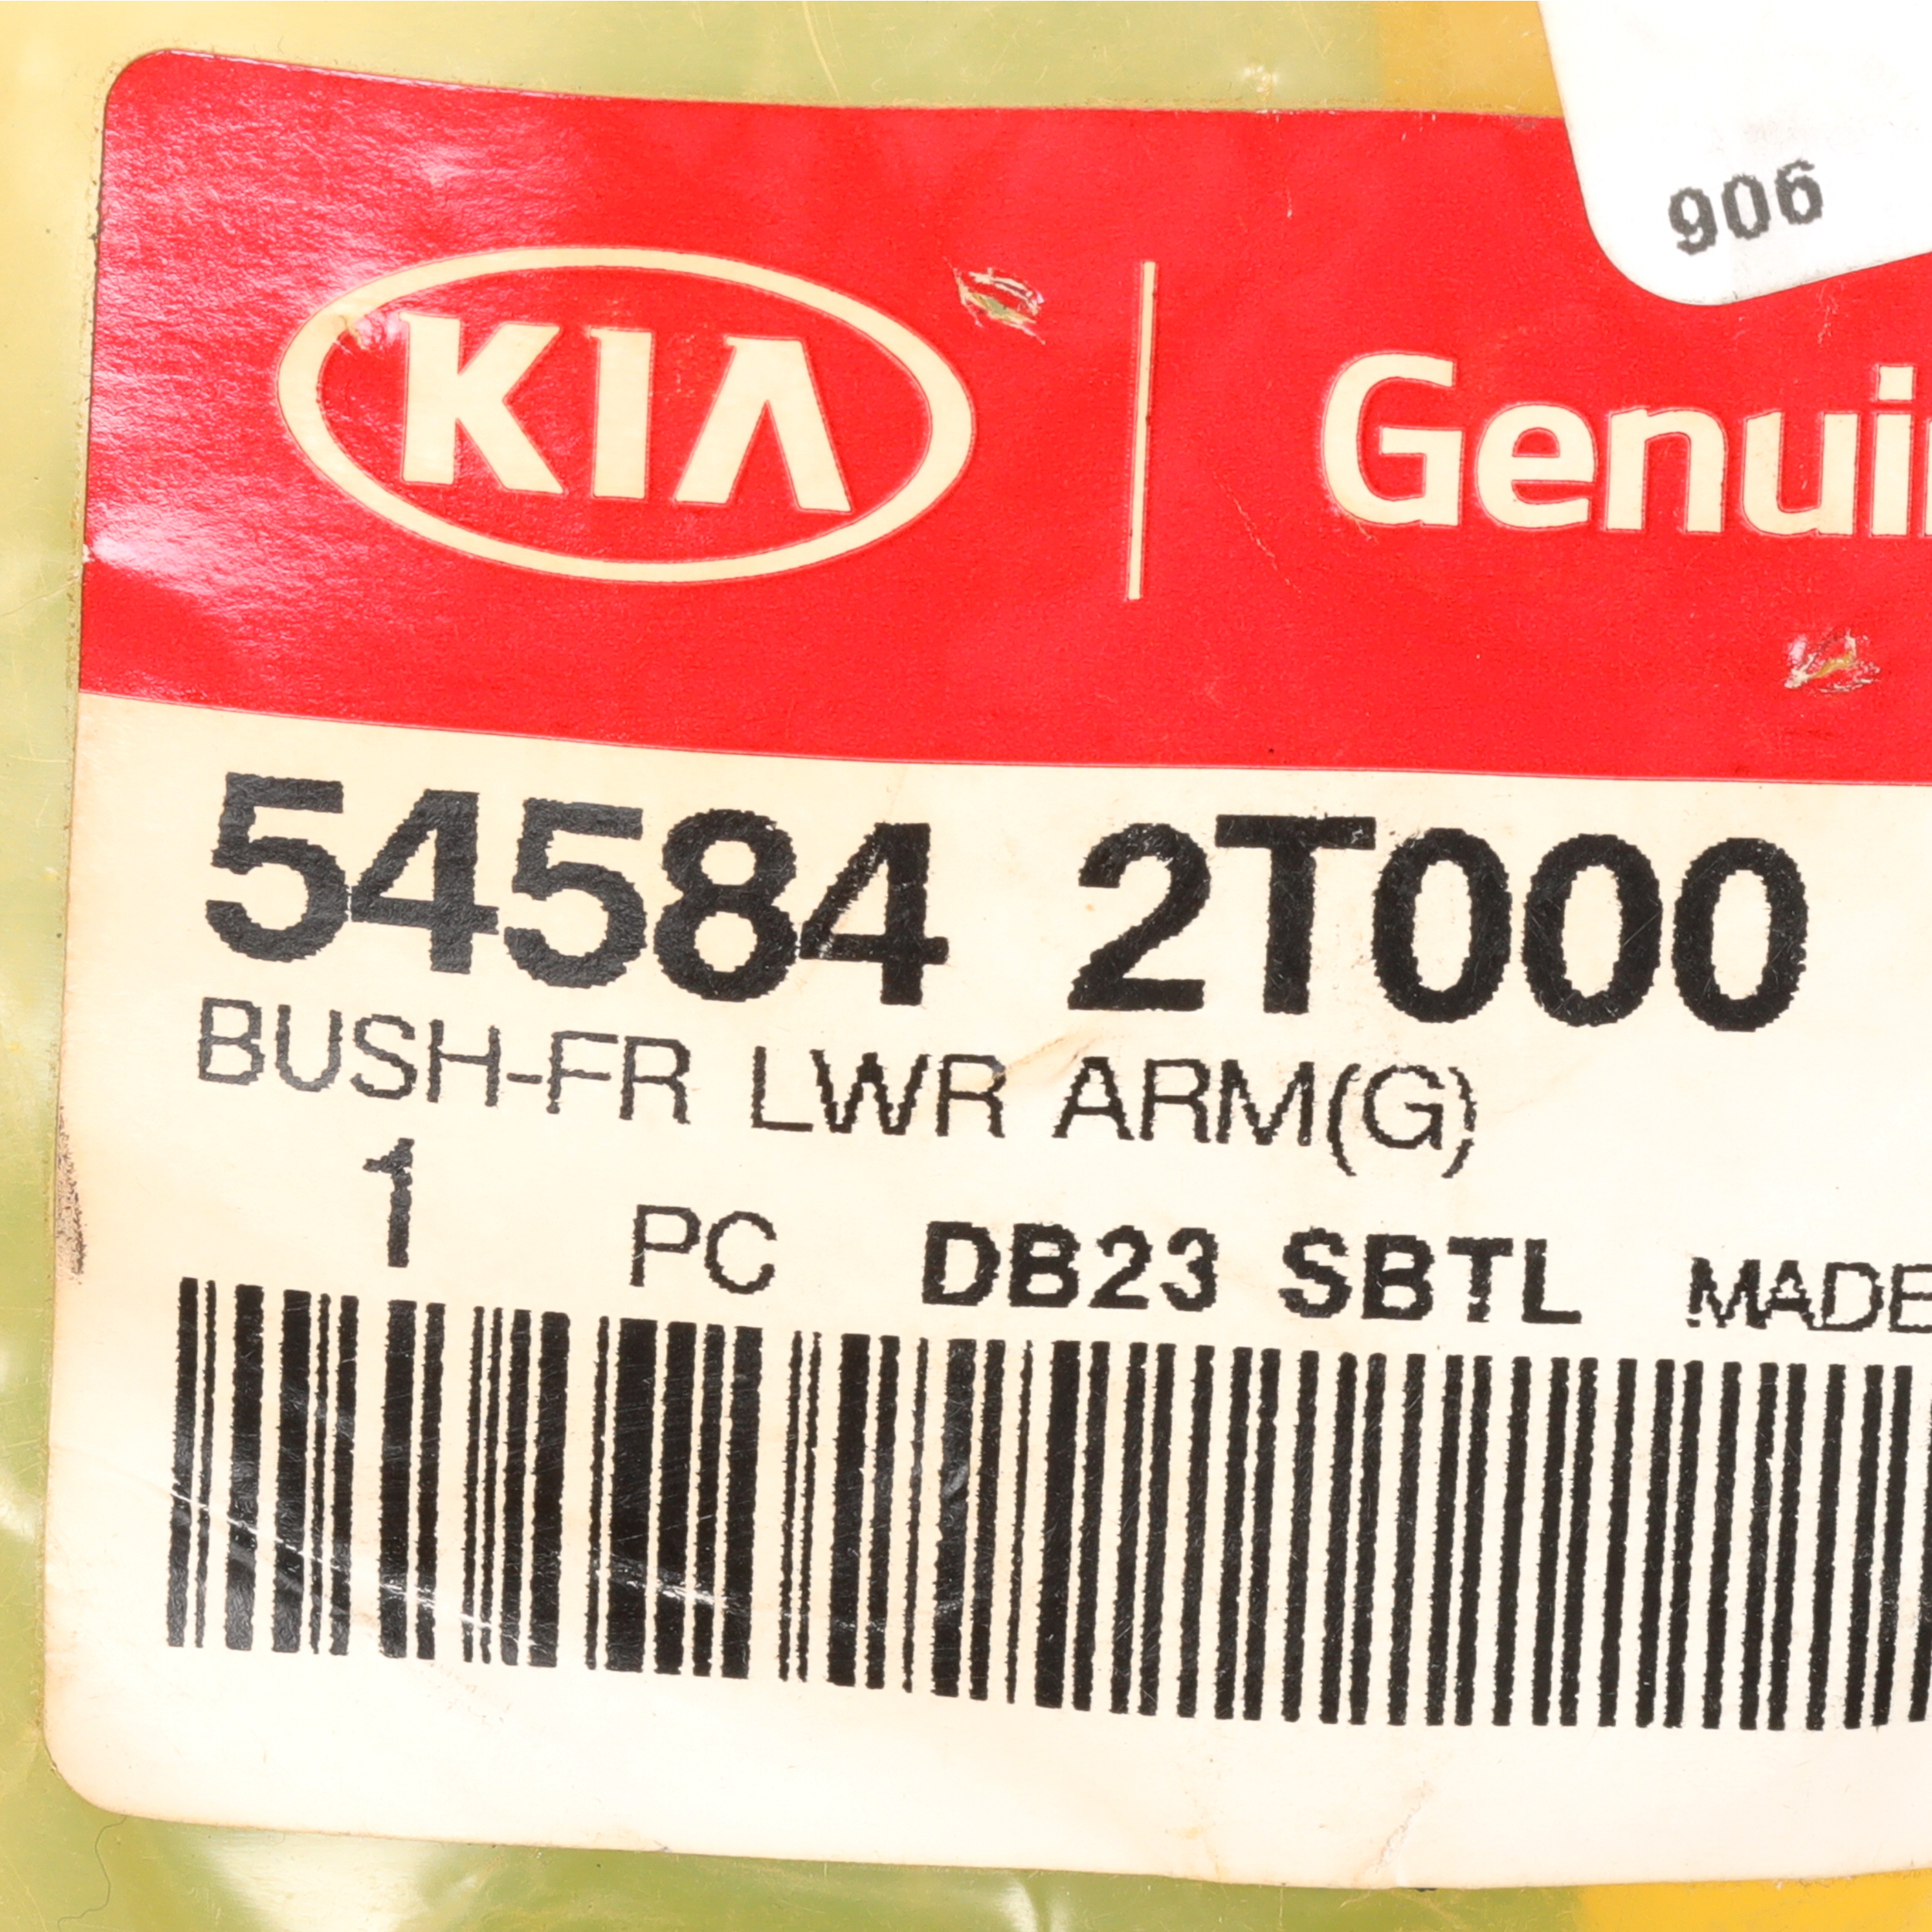 906
KIA Genui
54584 2T000
BUSH-FR LWR ARM(G)
1 PC DB23 SBTL MADE